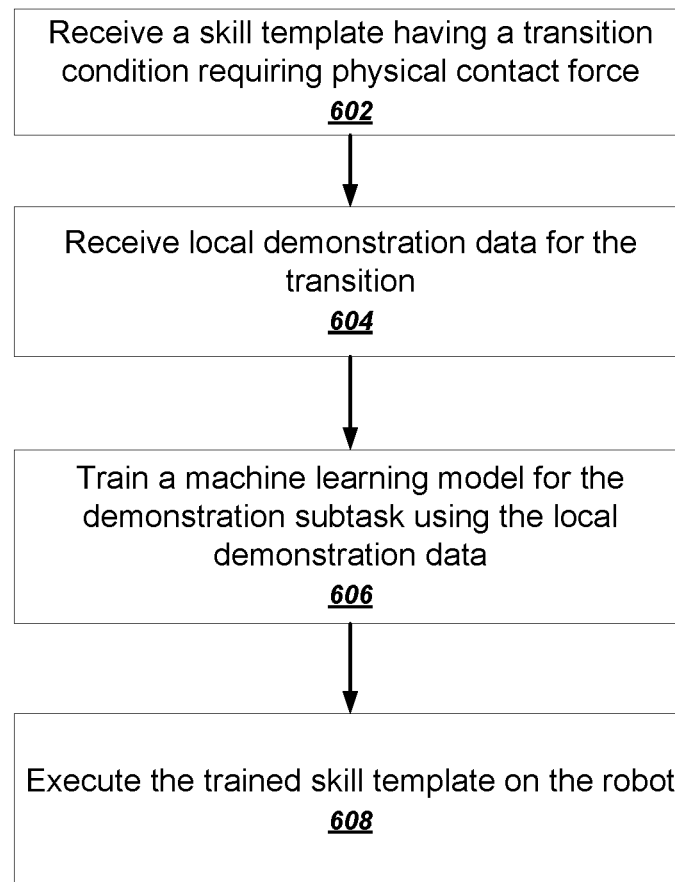 Receive a skill template having a transition
condition requiring physical contact force
602
Receive local demonstration data for the
transition
604
Train a machine learning model for the
demonstration subtask using the local
demonstration data
606
Execute the trained skill template on the robot
608